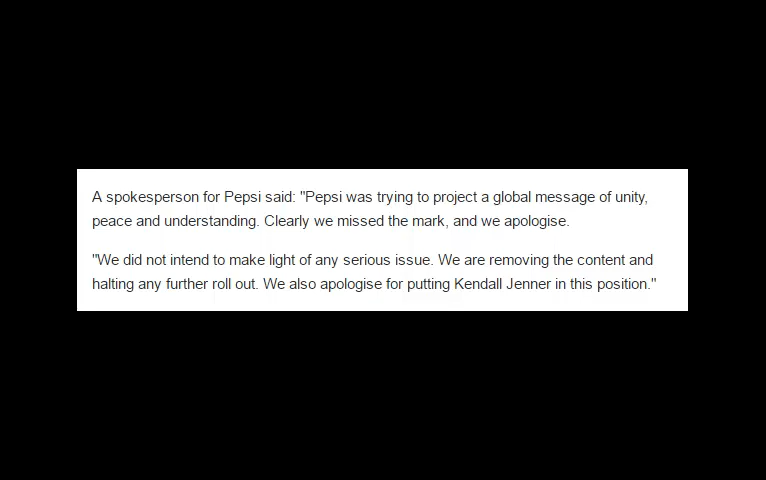 A spokesperson for Pepsi said: "Pepsi was trying to project a global message of unity,
peace and understanding. Clearly we missed the mark, and we apologise.
"We did not intend to make light of any serious issue. We are removing the content and
halting any further roll out. We also apologise for putting Kendall Jenner in this position."